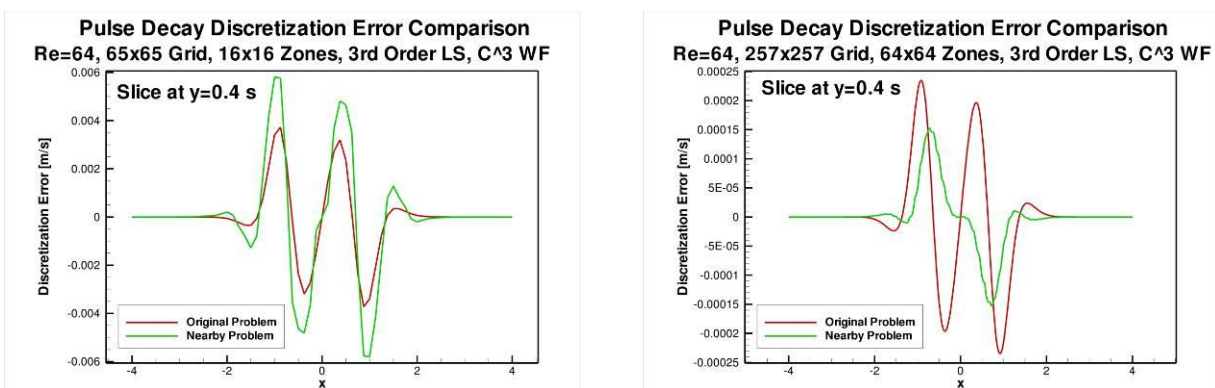 Pulse Decay Discretization Error Comparison
Re=64, 65x65 Grid, 16x16 Zones, 3rd Order LS, C^3 WF
0.006
Slice at y=0.4 s
0.004
0.002
0
-0.002
-0.004
-0.006
Discretization Error [m/s]
Original Problem
Nearby Problem
-4
-2
0
2
4
x
Pulse Decay Discretization Error Comparison
Re=64, 257x257 Grid, 64x64 Zones, 3rd Order LS, C^3 WF
0.00025
Slice at y=0.4 s
0.0002
0.00015
0.0001
5E-05
0
-5E-05
-0.0001
-0.00015
-0.0002
-0.00025
Discretization Error [m/s]
Original Problem
Nearby Problem
-4
-2
0
2
4
x